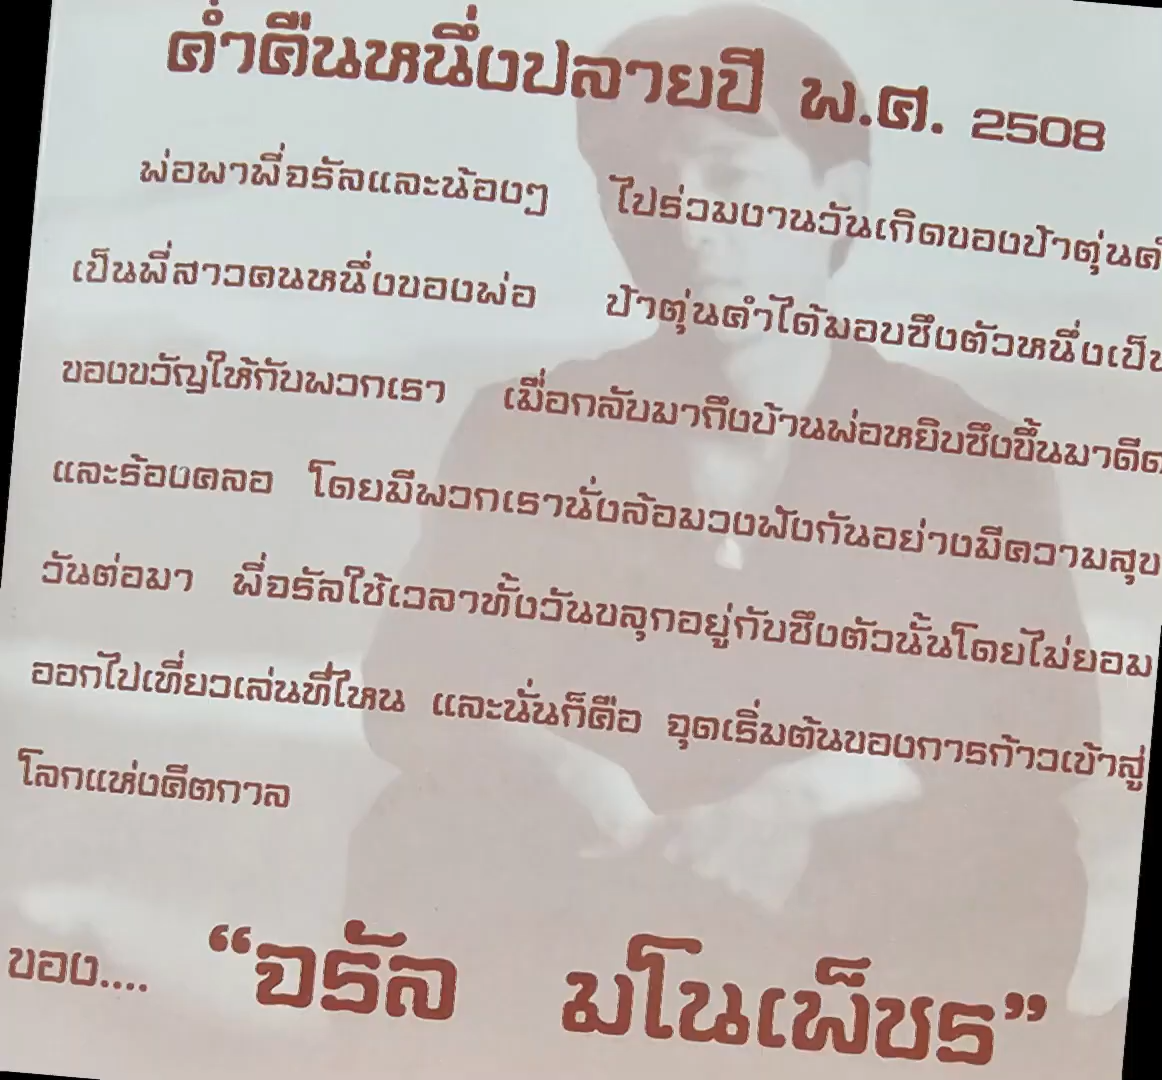 ค่ำคืนหนึ่งปลายปี พ.ศ. 2508
พ่อพาพี่จรัลและน้องๆ ไปร่วมงานวันเกิดของป้าตุ่นคำ
เป็นพี่สาวคนหนึ่งของพ่อ ป้าตุ่นคำได้มอบซึงตัวหนึ่งเป็น
ของขวัญให้กับพวกเรา เมื่อกลับมาถึงบ้านพ่อหยิบซึงขึ้นมาดีด
และร้องคลอ โดยมีพวกเรานั่งล้อมวงฟังกันอย่างมีความสุข
วันต่อมา พี่จรัลใช้เวลาทั้งวันขลุกอยู่กับซึงตัวนั้นโดยไม่ยอม
ออกไปเที่ยวเล่นที่ไหน และนั่นก็คือ จุดเริ่มต้นของการก้าวเข้าสู่
โลกแห่งคีตกาล
ของ.... “จรัล มโนเพ็ชร”